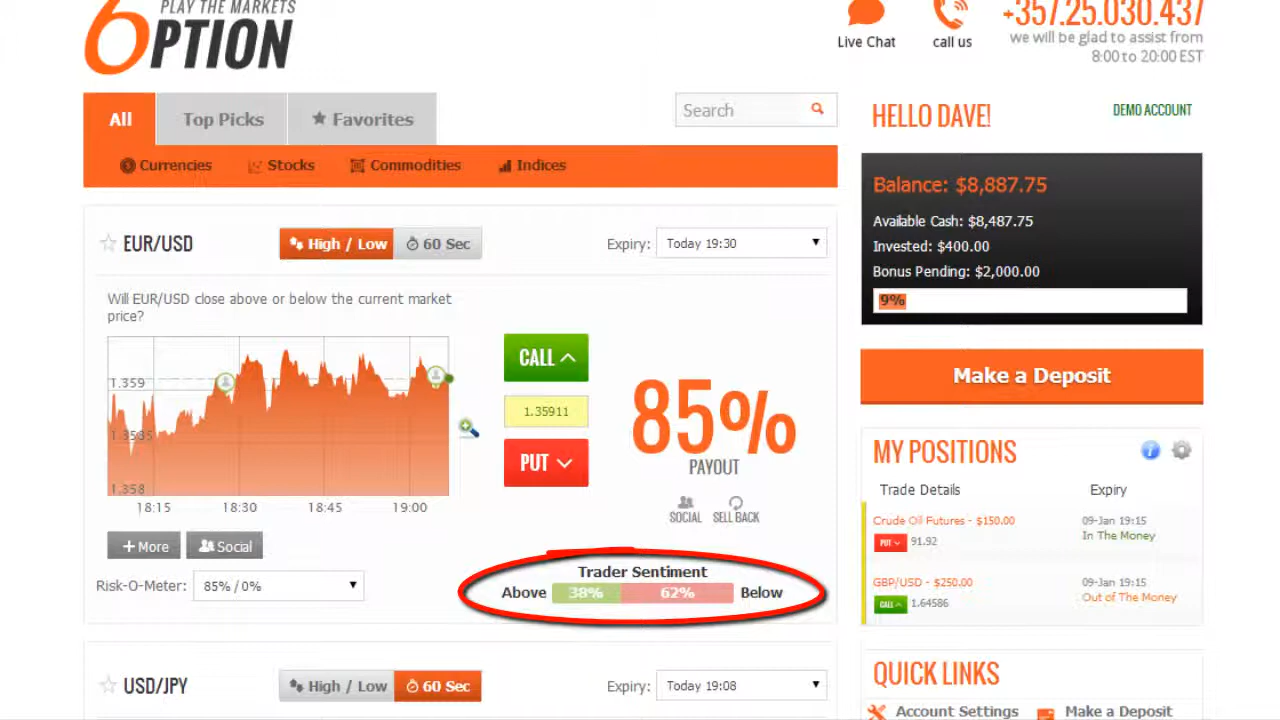 PLAY THE MARKETS
6OPTION
Live Chat
call us
+357.25.030.437
we will be glad to assist from
8:00 to 20:00 EST
All
Top Picks
Favorites
Search
Currencies
Stocks
Commodities
Indices
HELLO DAVE!
DEMO ACCOUNT
Balance: $8,887.75
Available Cash: $8,487.75
Invested: $400.00
Bonus Pending: $2,000.00
9%
Make a Deposit
EUR/USD
High / Low
60 Sec
Expiry:
Today 19:30
Will EUR/USD close above or below the current market
price?
1.359
1.3585
1.358
18:15
18:30
18:45
19:00
CALL
1.35911
PUT
85%
PAYOUT
SOCIAL
SELL BACK
+ More
Social
Risk-O-Meter:
85% / 0%
Trader Sentiment
Above
38%
62%
Below
MY POSITIONS
Trade Details
Expiry
Crude Oil Futures - $150.00
09-Jan 19:15
PUT
91.92
In The Money
GBP/USD - $250.00
09-Jan 19:15
CALL
1.64586
Out of The Money
USD/JPY
High / Low
60 Sec
Expiry:
Today 19:08
QUICK LINKS
Account Settings
Make a Deposit